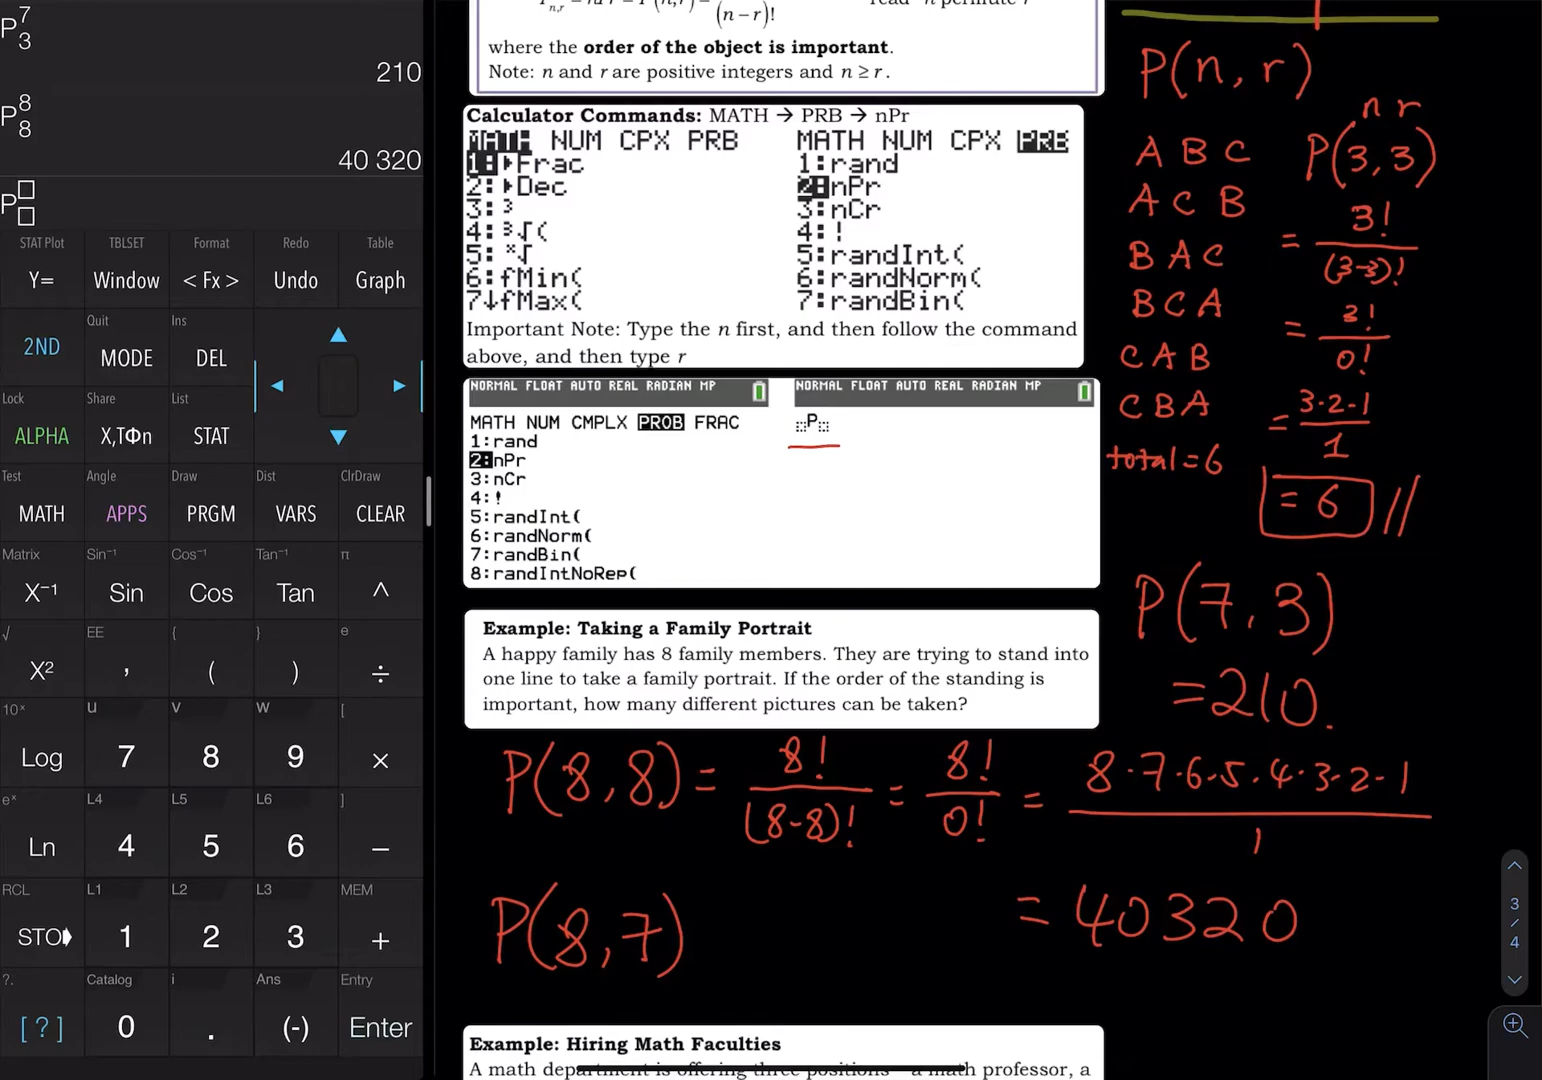 P 7 3
210
P 8 8
40 320
P
STAT Plot TBLSET Format Redo Table
Y= Window < Fx > Undo Graph
Quit Ins
2ND MODE DEL
Lock Share List
ALPHA X,TΦn STAT
Test Angle Draw Dist ClrDraw
MATH APPS PRGM VARS CLEAR
Matrix Sin⁻¹ Cos⁻¹ Tan⁻¹ π
X⁻¹ Sin Cos Tan ^
√ EE { } e
X² , ( ) ÷
10ˣ u v w [
Log 7 8 9 ×
eˣ L4 L5 L6 ]
Ln 4 5 6 −
RCL L1 L2 L3 MEM
STO 1 2 3 +
?. Catalog i Ans Entry
[ ? ] 0 . (-) Enter
(n − r)!
where the order of the object is important.
Note: n and r are positive integers and n ≥ r.
Calculator Commands: MATH → PRB → nPr
MATH NUM CPX PRB
1:▸Frac
2:▸Dec
3:³
4:³√(
5:ˣ√
6:fMin(
7↓fMax(
MATH NUM CPX PRB
1:rand
2:nPr
3:nCr
4:!
5:randInt(
6:randNorm(
7:randBin(
Important Note: Type the n first, and then follow the command
above, and then type r
NORMAL FLOAT AUTO REAL RADIAN MP
MATH NUM CMPLX PROB FRAC
1:rand
2:nPr
3:nCr
4:!
5:randInt(
6:randNorm(
7:randBin(
8:randIntNoRep(
NORMAL FLOAT AUTO REAL RADIAN MP
P
Example: Taking a Family Portrait
A happy family has 8 family members. They are trying to stand into
one line to take a family portrait. If the order of the standing is
important, how many different pictures can be taken?
P(8,8) = 8!/(8-8)! = 8!/0! = 8·7·6·5·4·3·2·1/1
= 40320
P(8,7)
Example: Hiring Math Faculties
A math department is offering three positions – a math professor, a
P(n, r)
A B C
A C B
B A C
B C A
C A B
C B A
total = 6
n r
P(3,3)
= 3!/(3-3)!
= 3!/0!
= 3·2·1/1
= 6 //
P(7,3)
= 210.
3
/
4